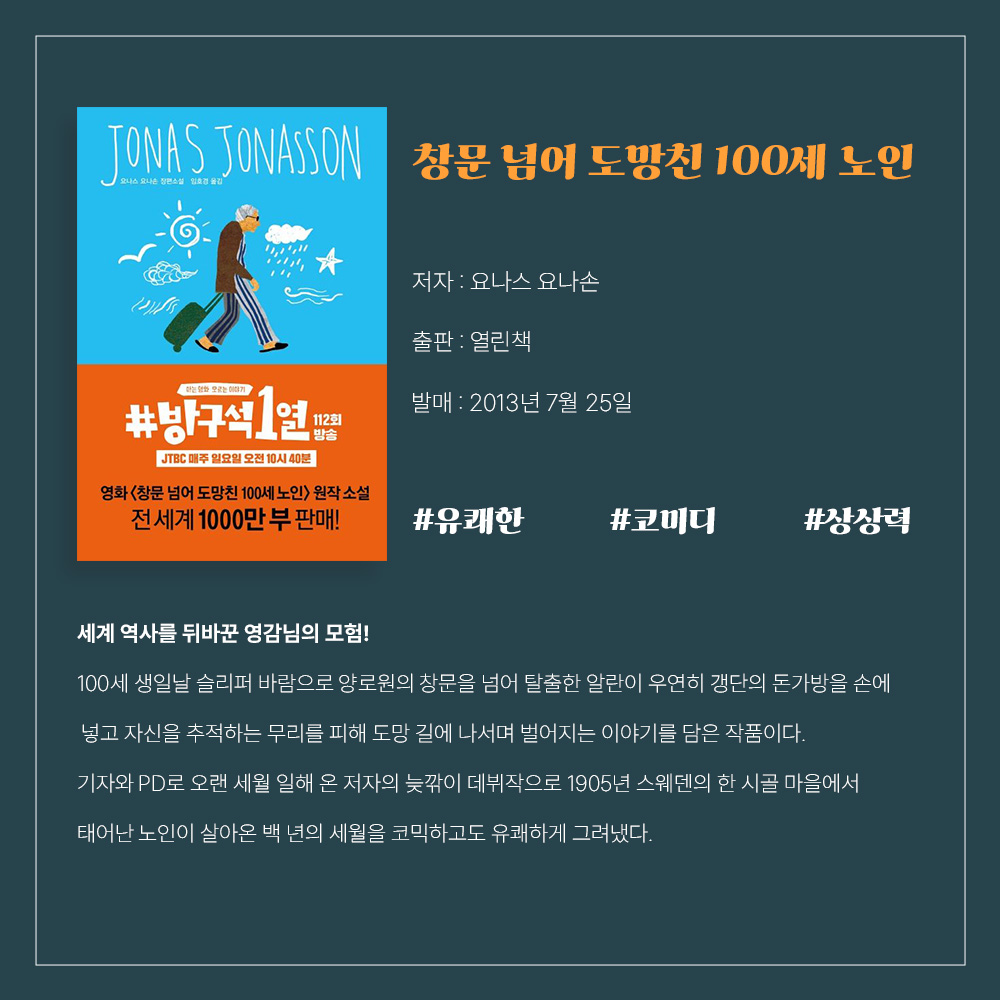 JONAS JONASSON
요나스 요나손 장편소설 임호경 옮김
아는 영화 모르는 이야기
#방구석1열 112회 방송
JTBC 매주 일요일 오전 10시 40분
영화 〈창문 넘어 도망친 100세 노인〉 원작 소설
전 세계 1000만 부 판매!
창문 넘어 도망친 100세 노인
저자 : 요나스 요나손
출판 : 열린책
발매 : 2013년 7월 25일
#유쾌한 #코미디 #상상력
세계 역사를 뒤바꾼 영감님의 모험!
100세 생일날 슬리퍼 바람으로 양로원의 창문을 넘어 탈출한 알란이 우연히 갱단의 돈가방을 손에
넣고 자신을 추적하는 무리를 피해 도망 길에 나서며 벌어지는 이야기를 담은 작품이다.
기자와 PD로 오랜 세월 일해 온 저자의 늦깎이 데뷔작으로 1905년 스웨덴의 한 시골 마을에서
태어난 노인이 살아온 백 년의 세월을 코믹하고도 유쾌하게 그려냈다.